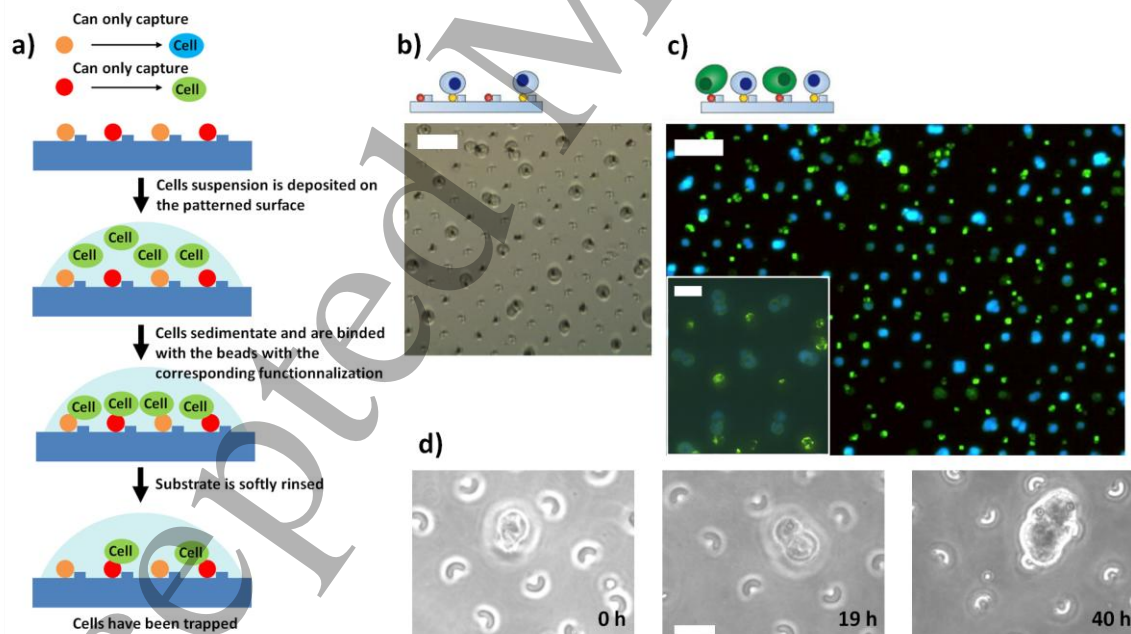 a)
Can only capture
Cell
Can only capture
Cell
Cells suspension is deposited on
the patterned surface
Cell
Cell
Cell
Cell
Cells sedimentate and are binded
with the beads with the
corresponding functionnalization
Cell
Cell
Cell
Cell
Substrate is softly rinsed
Cell
Cell
Cells have been trapped
b)
c)
d)
0 h
19 h
40 h